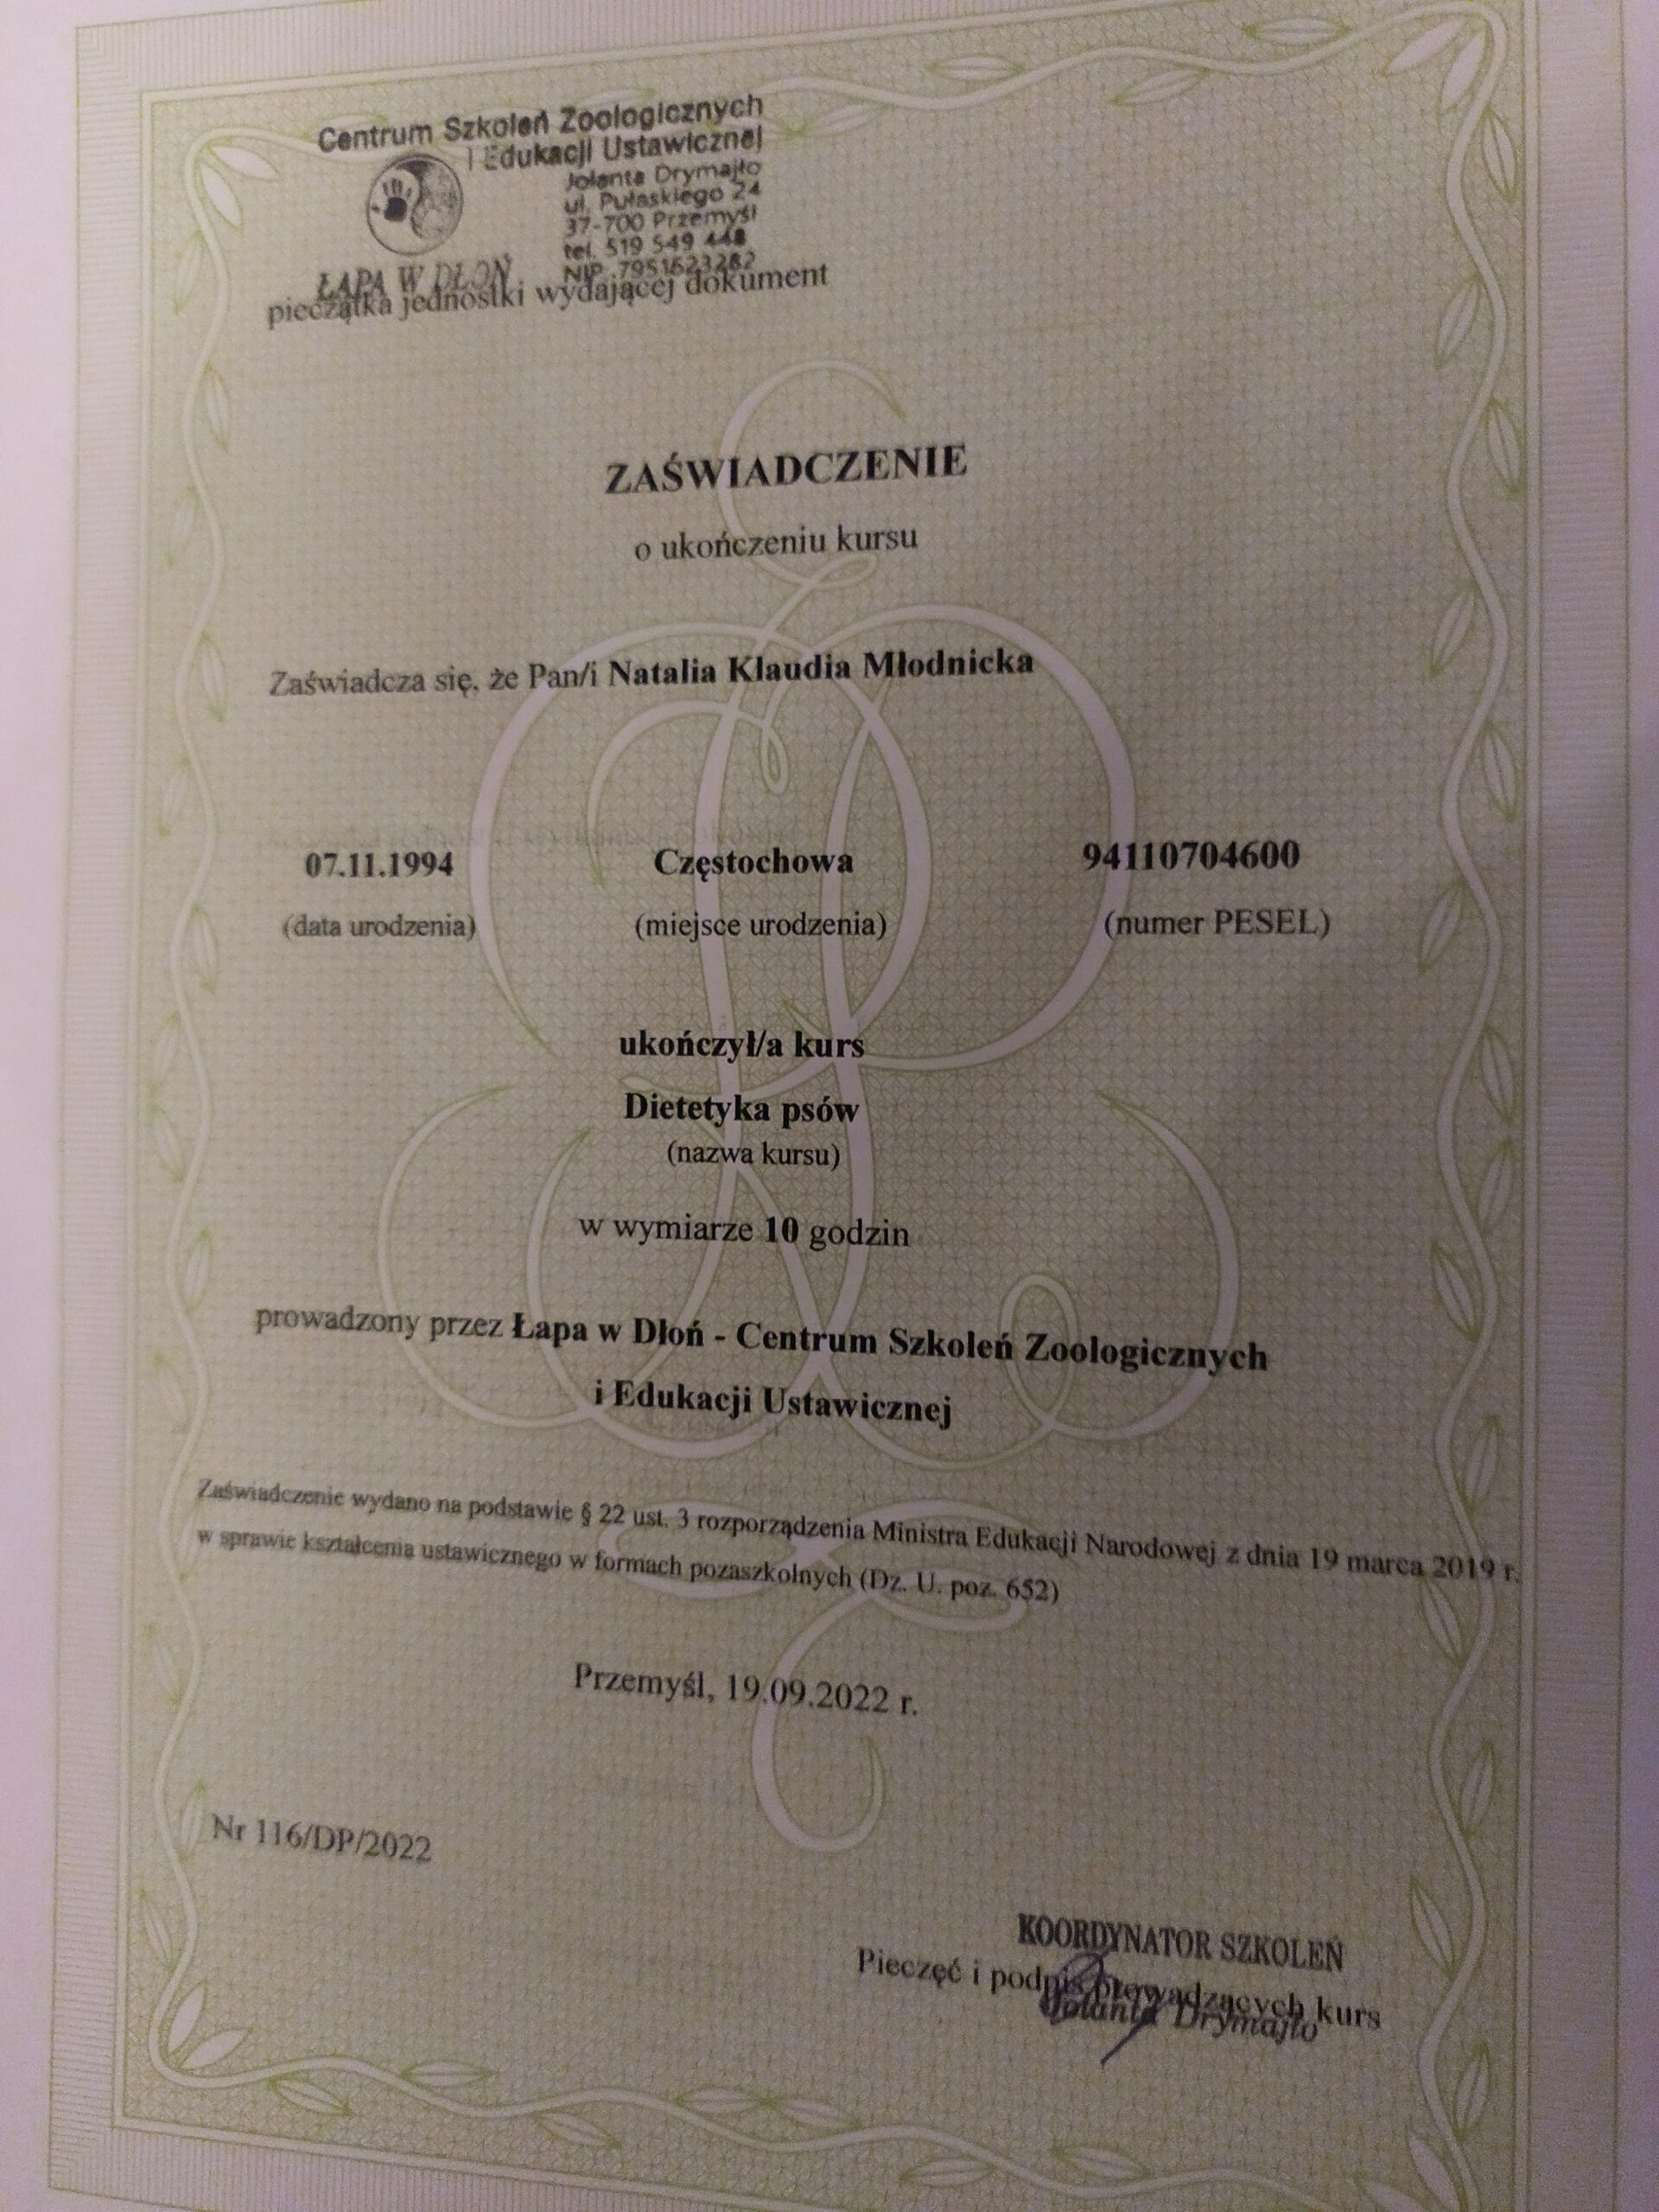 Centrum Szkoleń Zoologicznych
i Edukacji Ustawicznej
Jolanta Drymajło
ul. Pułaskiego 24
37-700 Przemyśl
tel. 519 549 448
NIP 7951623282
ŁAPA W DŁOŃ
pieczątka jednostki wydającej dokument
ZAŚWIADCZENIE
o ukończeniu kursu
Zaświadcza się, że Pan/i Natalia Klaudia Młodnicka
07.11.1994 Częstochowa 94110704600
(data urodzenia) (miejsce urodzenia) (numer PESEL)
ukończył/a kurs
Dietetyka psów
(nazwa kursu)
w wymiarze 10 godzin
prowadzony przez Łapa w Dłoń - Centrum Szkoleń Zoologicznych
i Edukacji Ustawicznej
Zaświadczenie wydano na podstawie § 22 ust. 3 rozporządzenia Ministra Edukacji Narodowej z dnia 19 marca 2019 r.
w sprawie kształcenia ustawicznego w formach pozaszkolnych (Dz. U. poz. 652)
Przemyśl, 19.09.2022 r.
Nr 116/DP/2022
KOORDYNATOR SZKOLEŃ
Pieczęć i podpis prowadzących kurs
Jolanta Drymajło